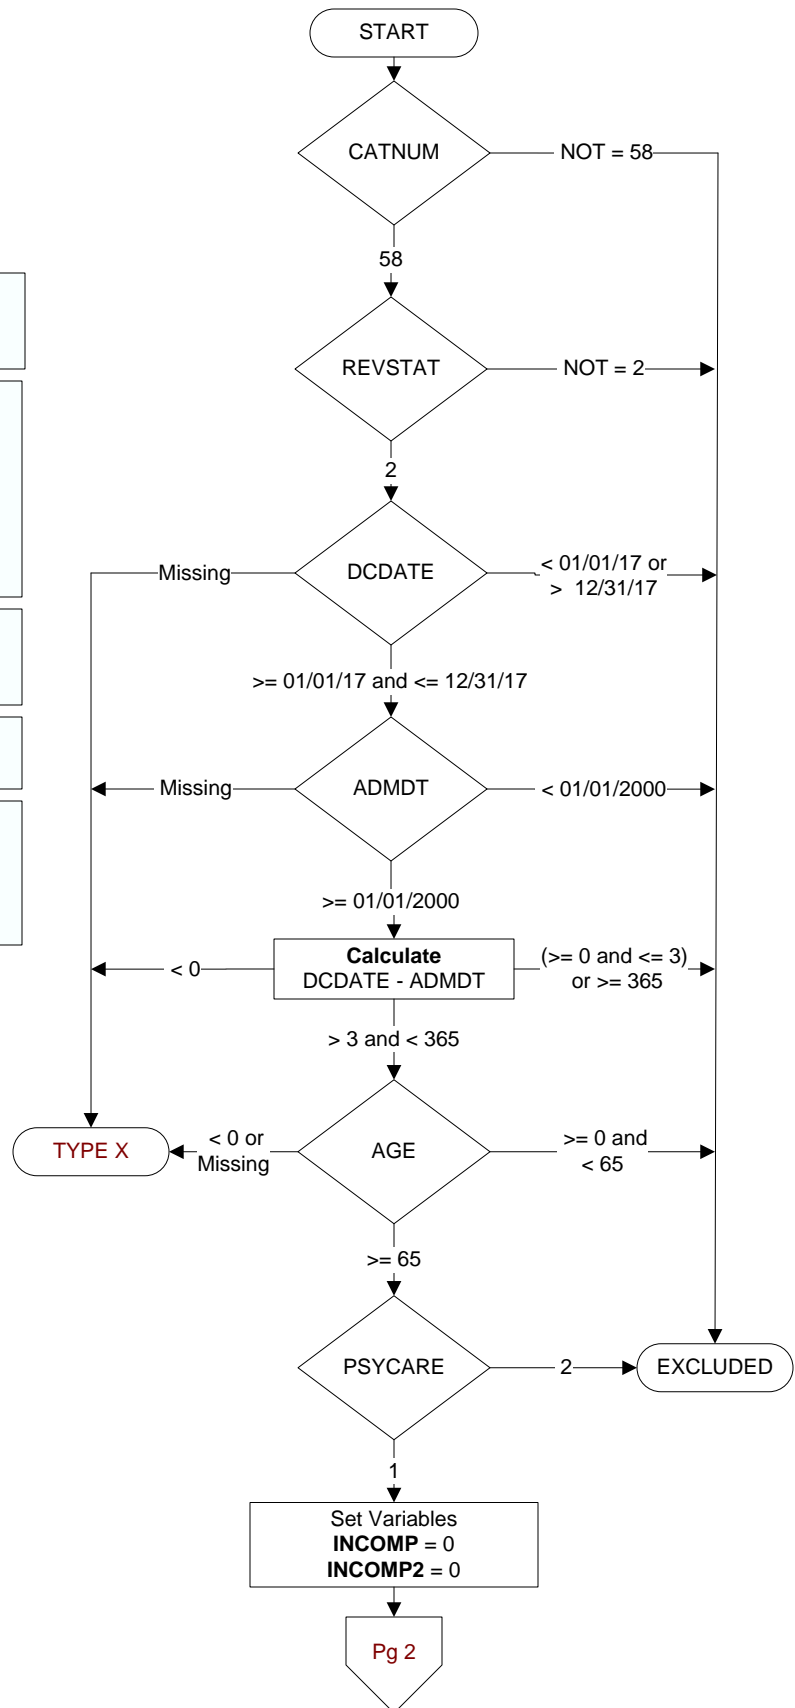 START
CATNUM
NOT = 58
58
REVSTAT
NOT = 2
2
Missing
DCDATE
< 01/01/17 or
> 12/31/17
>= 01/01/17 and <= 12/31/17
Missing
ADMDT
< 01/01/2000
>= 01/01/2000
< 0
Calculate
DCDATE - ADMDT
(>= 0 and <= 3)
or >= 365
> 3 and < 365
TYPE X
< 0 or
Missing
AGE
>= 0 and
< 65
>= 65
PSYCARE
2
EXCLUDED
1
Set Variables
INCOMP = 0
INCOMP2 = 0
Pg 2